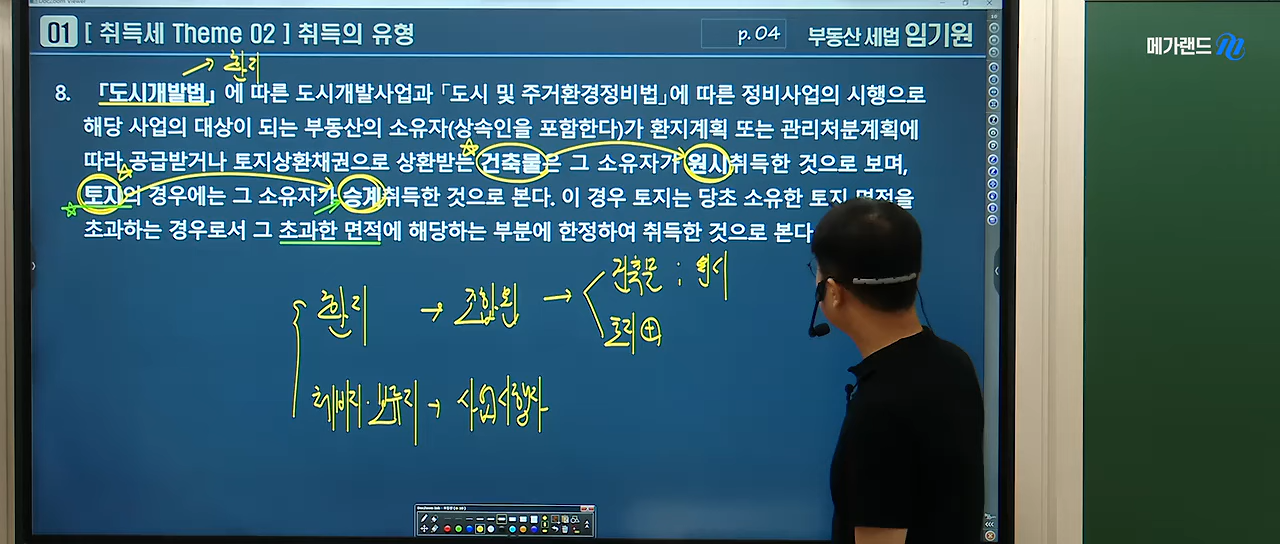 01 [ 취득세 Theme 02 ] 취득의 유형
p. 04
부동산 세법 임기원
메가랜드
환지
8. 「도시개발법」에 따른 도시개발사업과 「도시 및 주거환경정비법」에 따른 정비사업의 시행으로
해당 사업의 대상이 되는 부동산의 소유자(상속인을 포함한다)가 환지계획 또는 관리처분계획에
따라 공급받거나 토지상환채권으로 상환받는 건축물은 그 소유자가 원시취득한 것으로 보며,
토지의 경우에는 그 소유자가 승계취득한 것으로 본다. 이 경우 토지는 당초 소유한 토지 면적을
초과하는 경우로서 그 초과한 면적에 해당하는 부분에 한정하여 취득한 것으로 본다
환지 → 조합원 → 건축물 : 원시
토지 ⊕
체비지·보류지 → 사업시행자